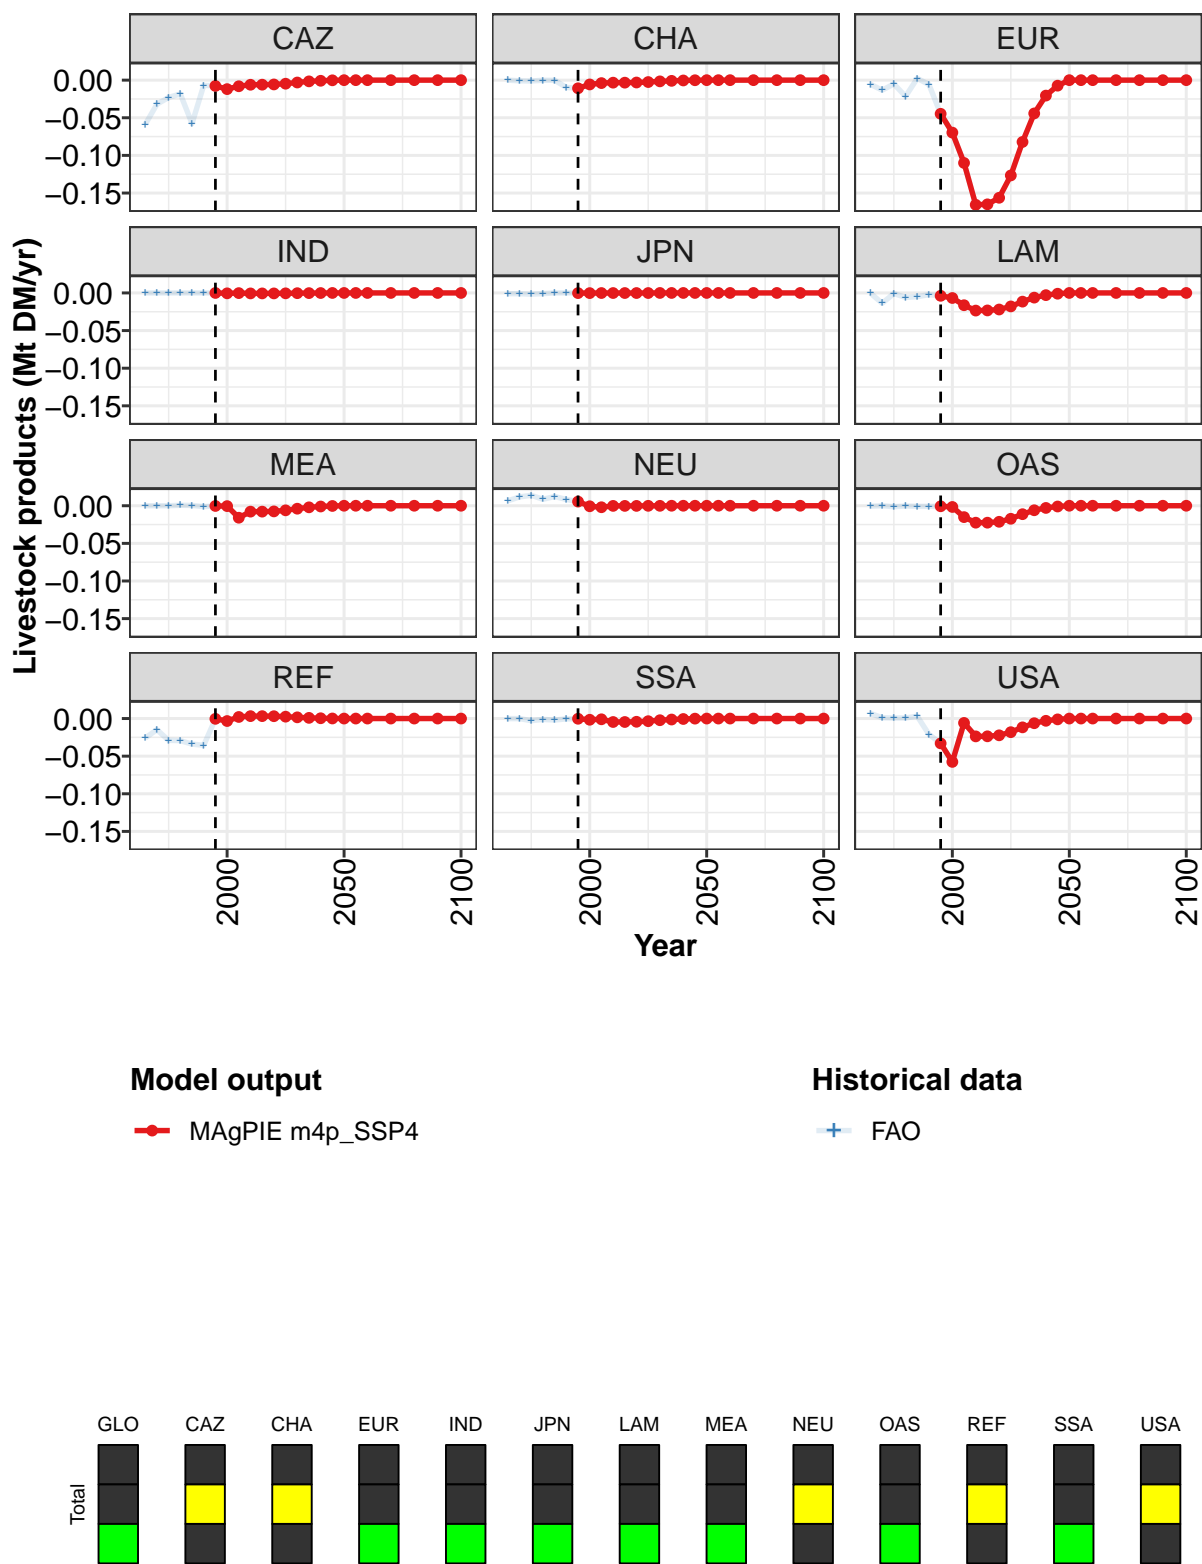 CAZ CHA EUR
0.00
−0.05
−0.10
−0.15
IND JPN LAM
0.00
−0.05
−0.10
−0.15
MEA NEU OAS
0.00
−0.05
−0.10
−0.15
REF SSA USA
0.00
−0.05
−0.10
−0.15
Livestock products (Mt DM/yr)
2000 2050 2100 2000 2050 2100 2000 2050 2100
Year
Model output Historical data
MAgPIE m4p_SSP4 FAO
GLO CAZ CHA EUR IND JPN LAM MEA NEU OAS REF SSA USA
Total